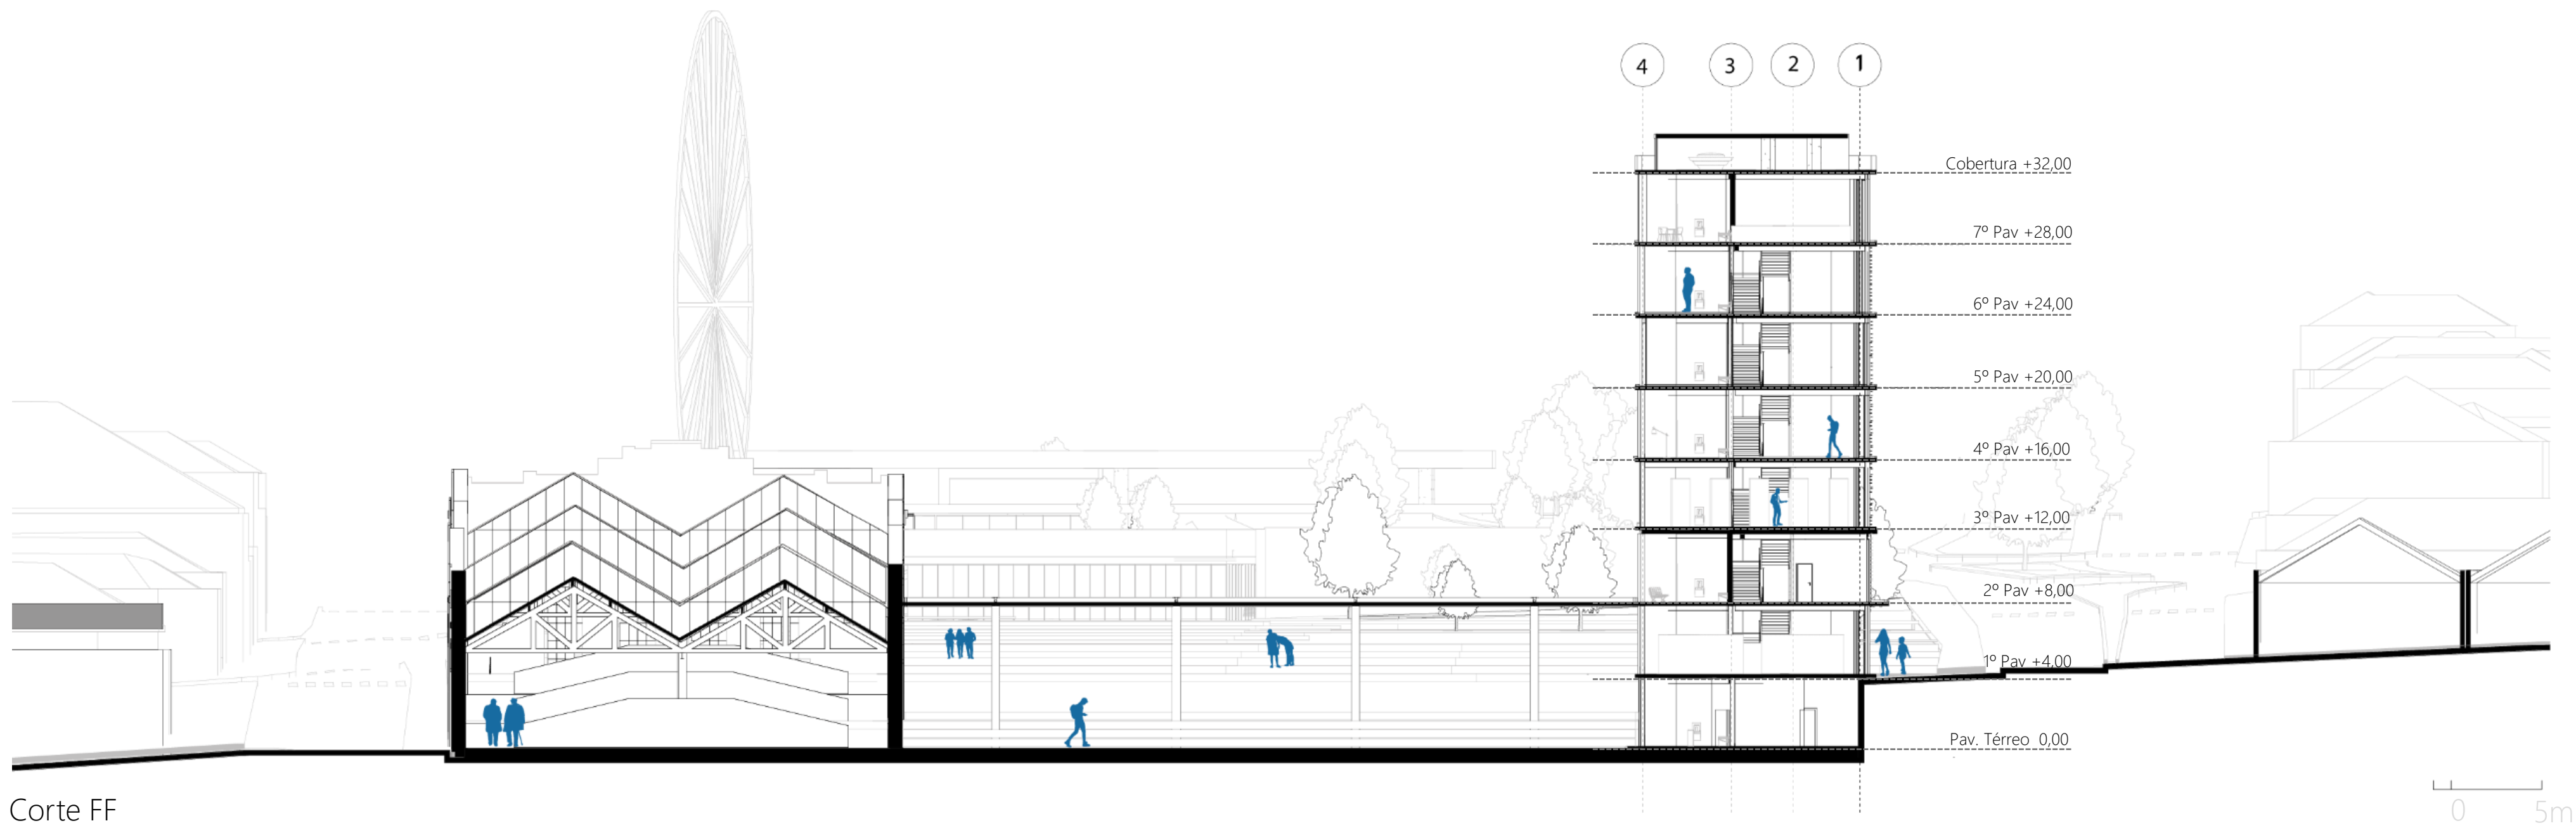 4 3 2 1
Cobertura +32,00
7º Pav +28,00
6º Pav +24,00
5º Pav +20,00
4º Pav +16,00
3º Pav +12,00
2º Pav +8,00
1º Pav +4,00
Pav. Térreo 0,00
Corte FF
0 5m